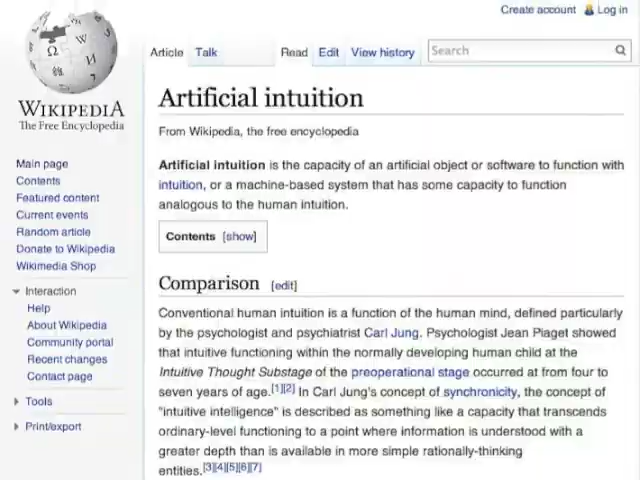 Create account Log in
Article Talk Read Edit View history Search
WIKIPEDIA
The Free Encyclopedia
Main page
Contents
Featured content
Current events
Random article
Donate to Wikipedia
Wikimedia Shop
Interaction
Help
About Wikipedia
Community portal
Recent changes
Contact page
Tools
Print/export
Artificial intuition
From Wikipedia, the free encyclopedia
Artificial intuition is the capacity of an artificial object or software to function with
intuition, or a machine-based system that has some capacity to function
analogous to the human intuition.
Contents [show]
Comparison [edit]
Conventional human intuition is a function of the human mind, defined particularly
by the psychologist and psychiatrist Carl Jung. Psychologist Jean Piaget showed
that intuitive functioning within the normally developing human child at the
Intuitive Thought Substage of the preoperational stage occurred at from four to
seven years of age.[1][2] In Carl Jung's concept of synchronicity, the concept of
"intuitive intelligence" is described as something like a capacity that transcends
ordinary-level functioning to a point where information is understood with a
greater depth than is available in more simple rationally-thinking
entities.[3][4][5][6][7]